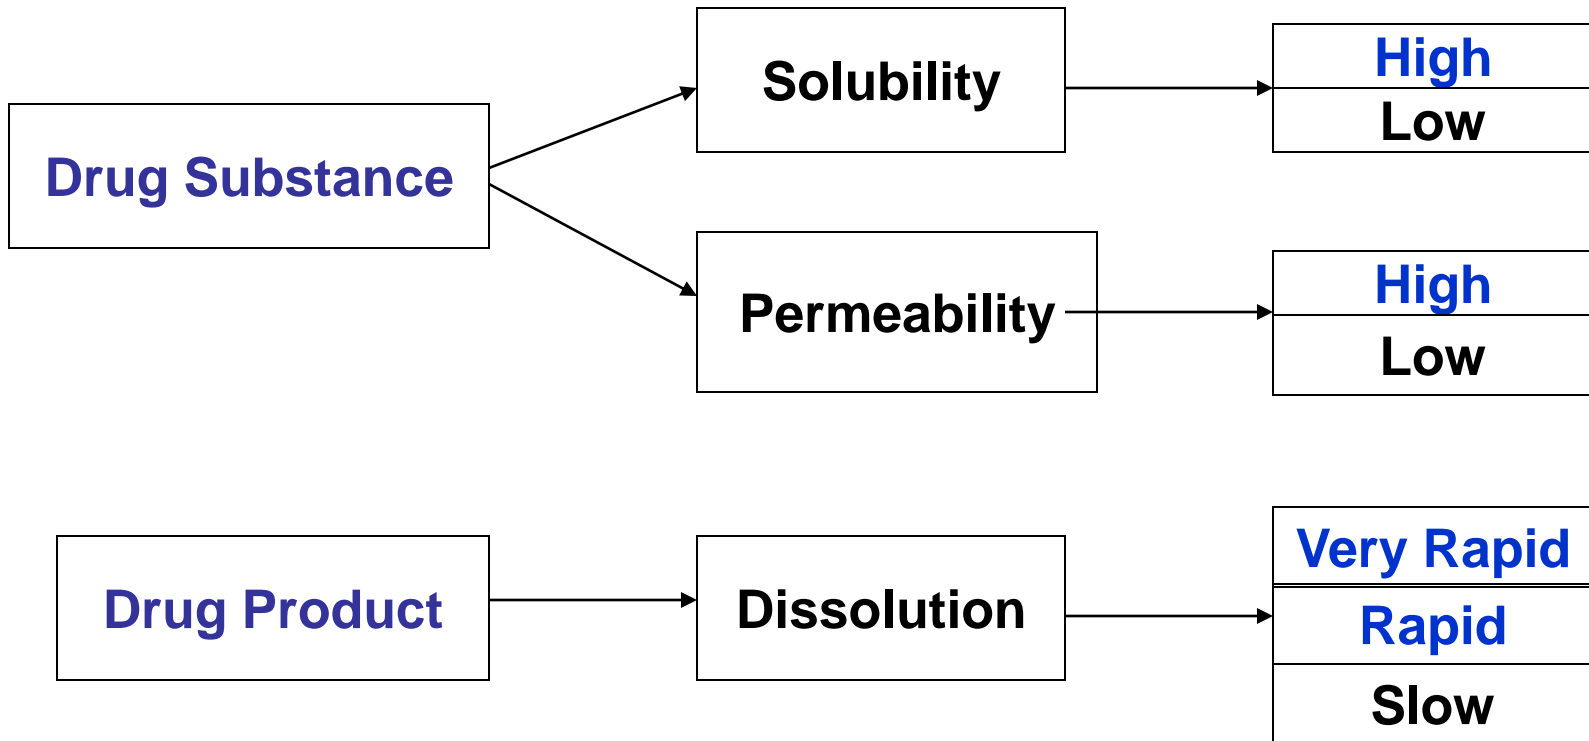 Drug Substance
Solubility
High
Low
Permeability
High
Low
Drug Product
Dissolution
Very Rapid
Rapid
Slow